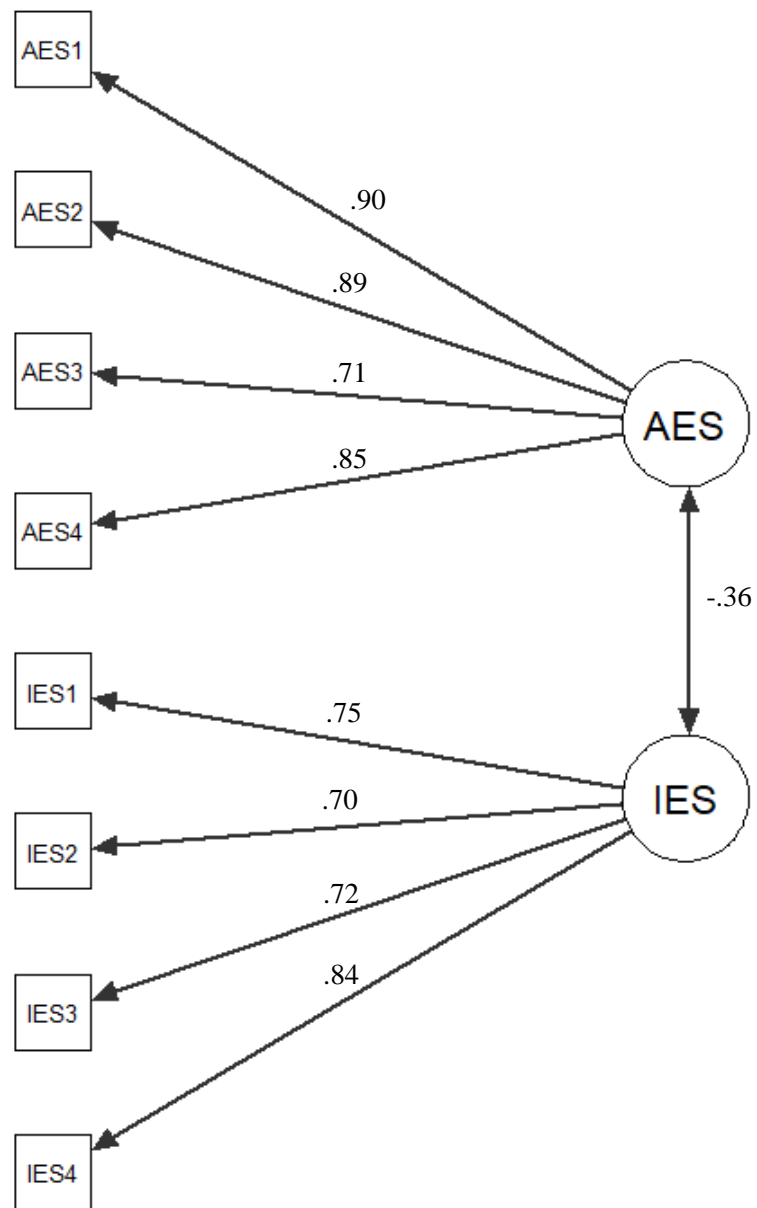 AES1
.90
AES2
.89
AES3
.71
AES
.85
AES4
-.36
IES1
.75
IES
.70
IES2
.72
IES3
.84
IES4